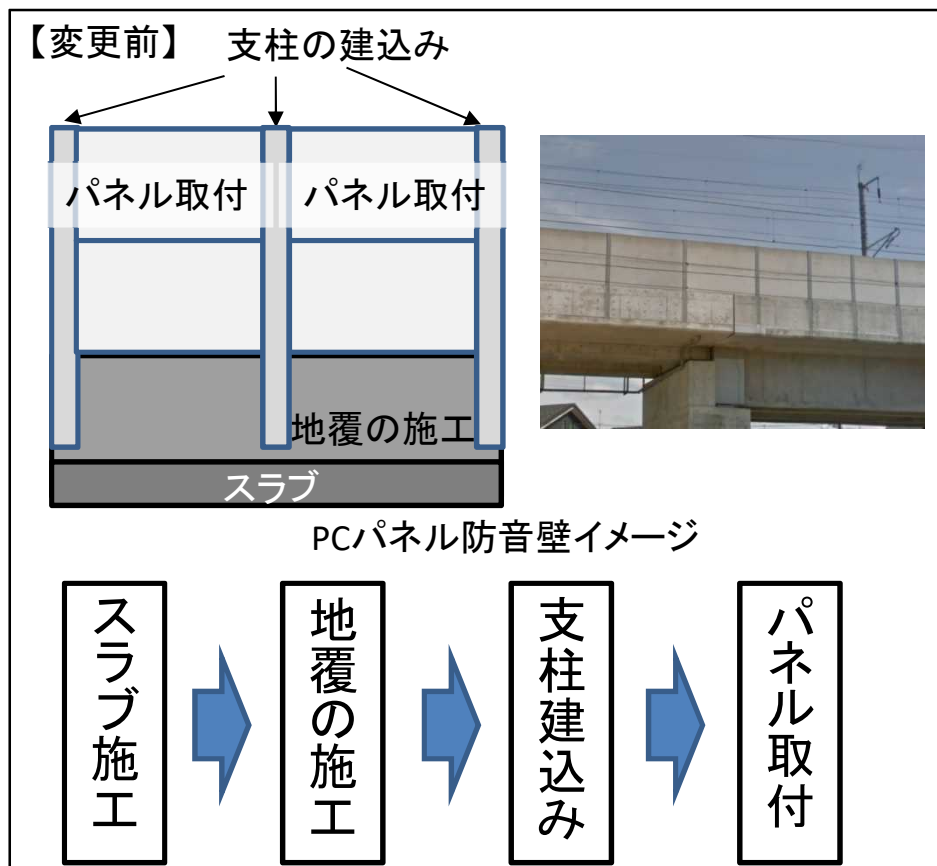 【変更前】 支柱の建込み
パネル取付 パネル取付
地覆の施工
スラブ
PCパネル防音壁イメージ
スラブ施工
地覆の施工
支柱建込み
パネル取付